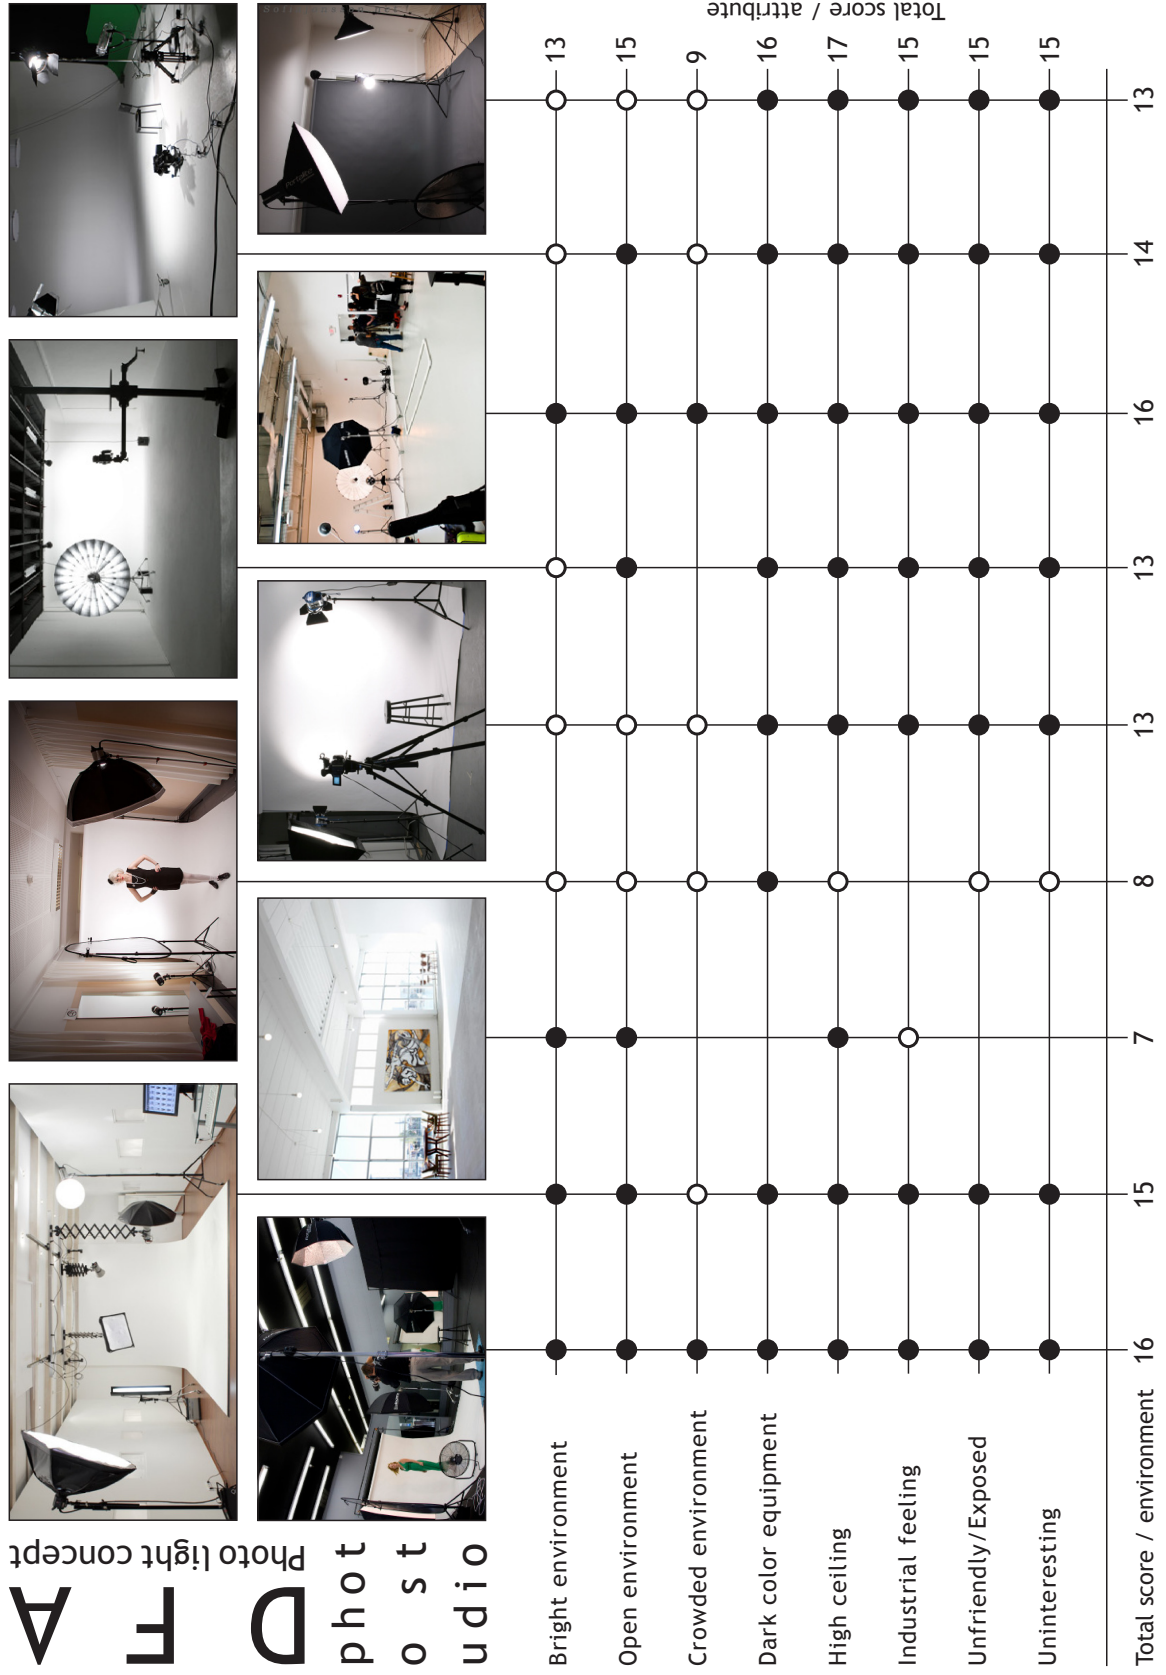 A
F
D
Photo light concept
phot
o st
udio
Bright environment 13
Open environment 15
Crowded environment 9
Dark color equipment 16
High ceiling 17
Industrial feeling 15
Unfriendly/Exposed 15
Uninteresting 15
Total score / attribute
Total score / environment 16 15 7 8 13 13 16 14 13